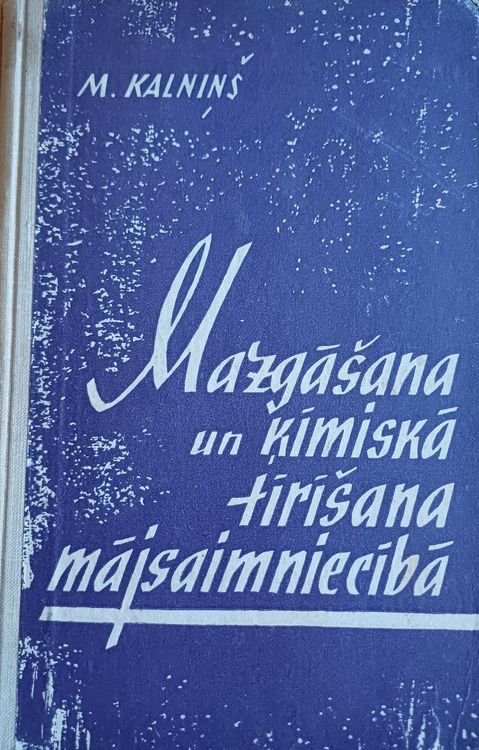 M. KALNIŅŠ
Mazgāšana
un ķīmiskā
tīrīšana
mājsaimniecībā